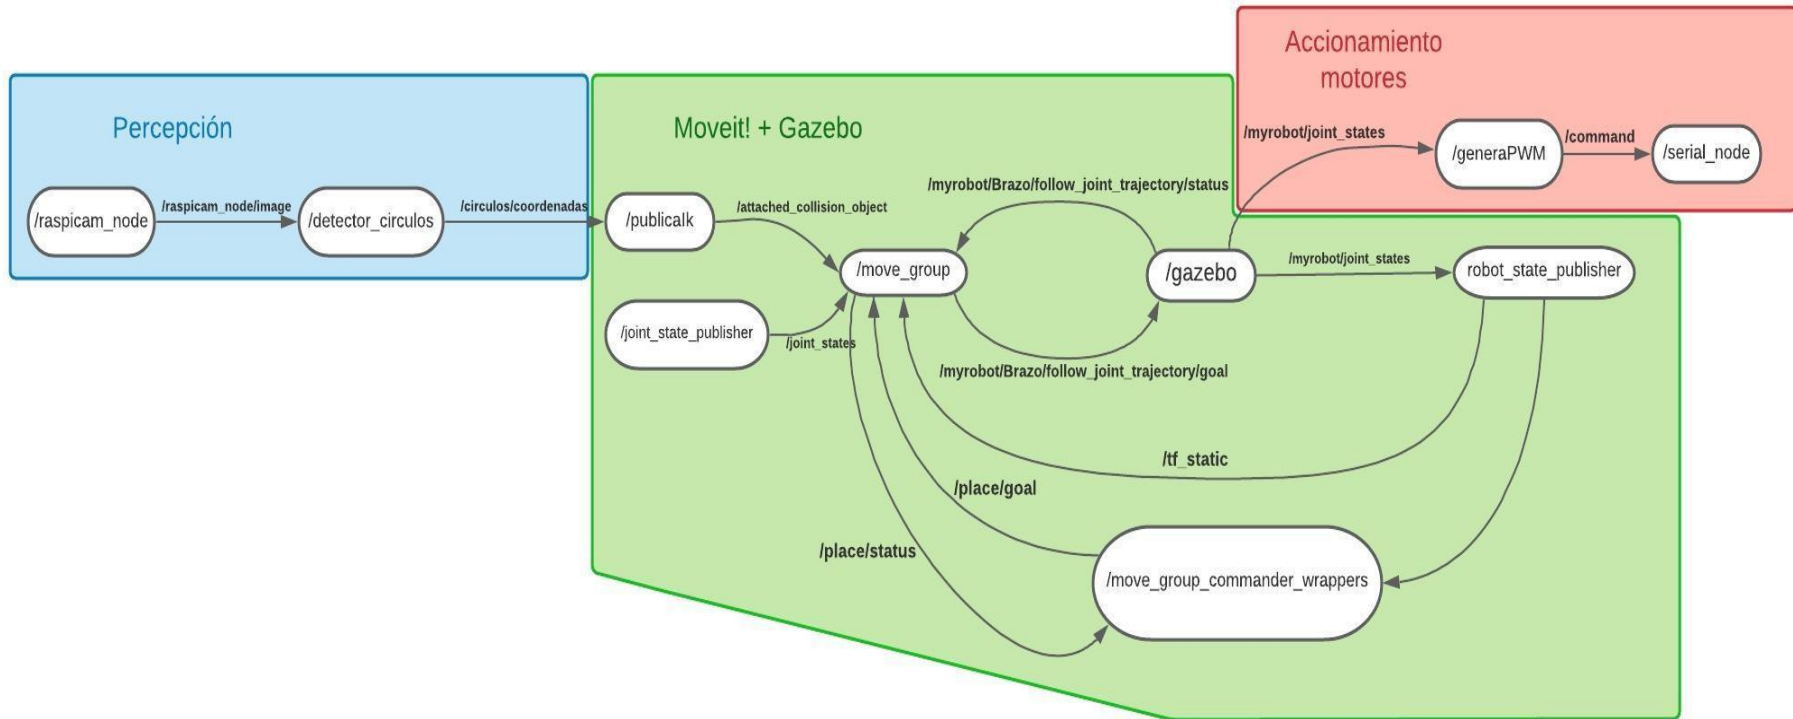 Accionamiento
motores
Percepción
Moveit! + Gazebo
/myrobot/joint_states
/command
/generaPWM
/serial_node
/raspicam_node
/raspicam_node/image
/detector_circulos
/circulos/coordenadas
/publicalk
/attached_collision_object
/myrobot/Brazo/follow_joint_trajectory/status
/move_group
/gazebo
/myrobot/joint_states
robot_state_publisher
/joint_state_publisher
/joint_states
/myrobot/Brazo/follow_joint_trajectory/goal
/tf_static
/place/goal
/place/status
/move_group_commander_wrappers